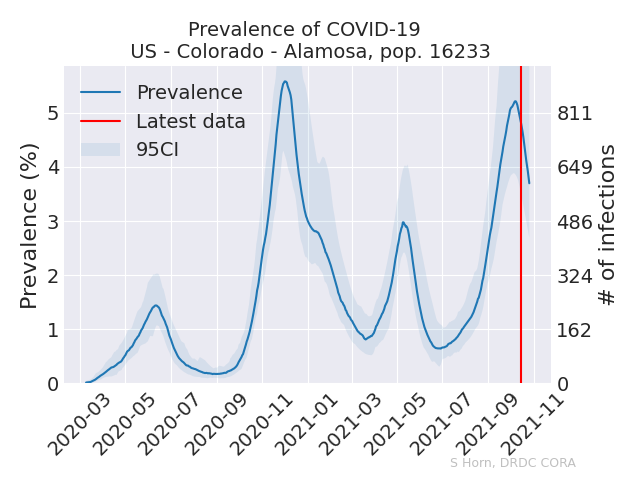 Prevalence of COVID-19
US - Colorado - Alamosa, pop. 16233
Prevalence
Latest data
95CI
Prevalence (%)
5
4
3
2
1
0
811
649
486
324
162
0
# of infections
2020-03
2020-05
2020-07
2020-09
2020-11
2021-01
2021-03
2021-05
2021-07
2021-09
2021-11
S Horn, DRDC CORA